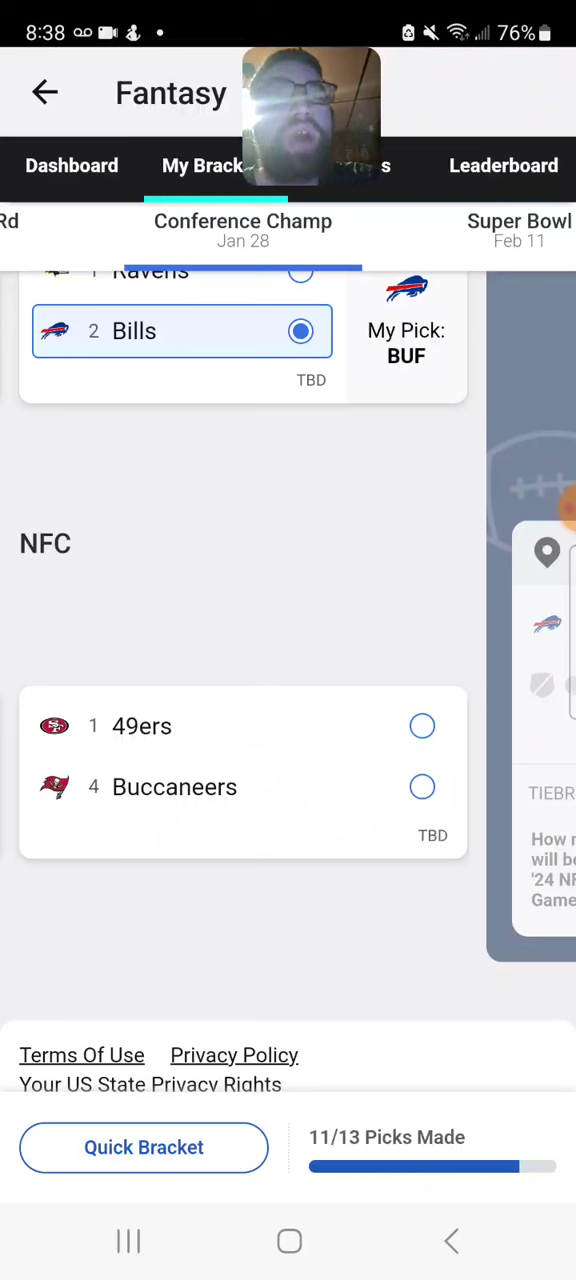 8:38 76%
Fantasy
Dashboard My Brack s Leaderboard
Rd Conference Champ Super Bowl
Jan 28 Feb 11
1 Ravens
2 Bills
My Pick:
BUF
TBD
NFC
1 49ers
4 Buccaneers
TBD
TIEBR
How
will be
'24 NF
Game
Terms Of Use Privacy Policy
Your US State Privacy Rights
Quick Bracket
11/13 Picks Made